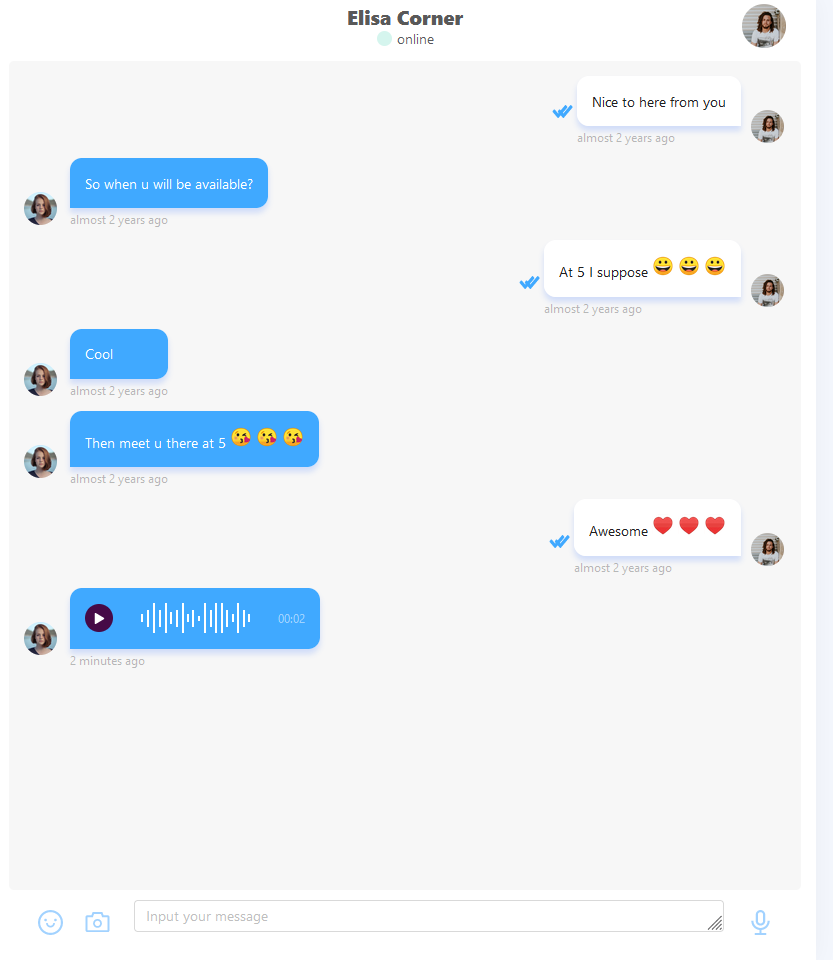 Elisa Corner
online
Nice to here from you
almost 2 years ago
So when u will be available?
almost 2 years ago
At 5 I suppose 😀 😀 😀
almost 2 years ago
Cool
almost 2 years ago
Then meet u there at 5 😘 😘 😘
almost 2 years ago
Awesome ❤️ ❤️ ❤️
almost 2 years ago
00:02
2 minutes ago
Input your message